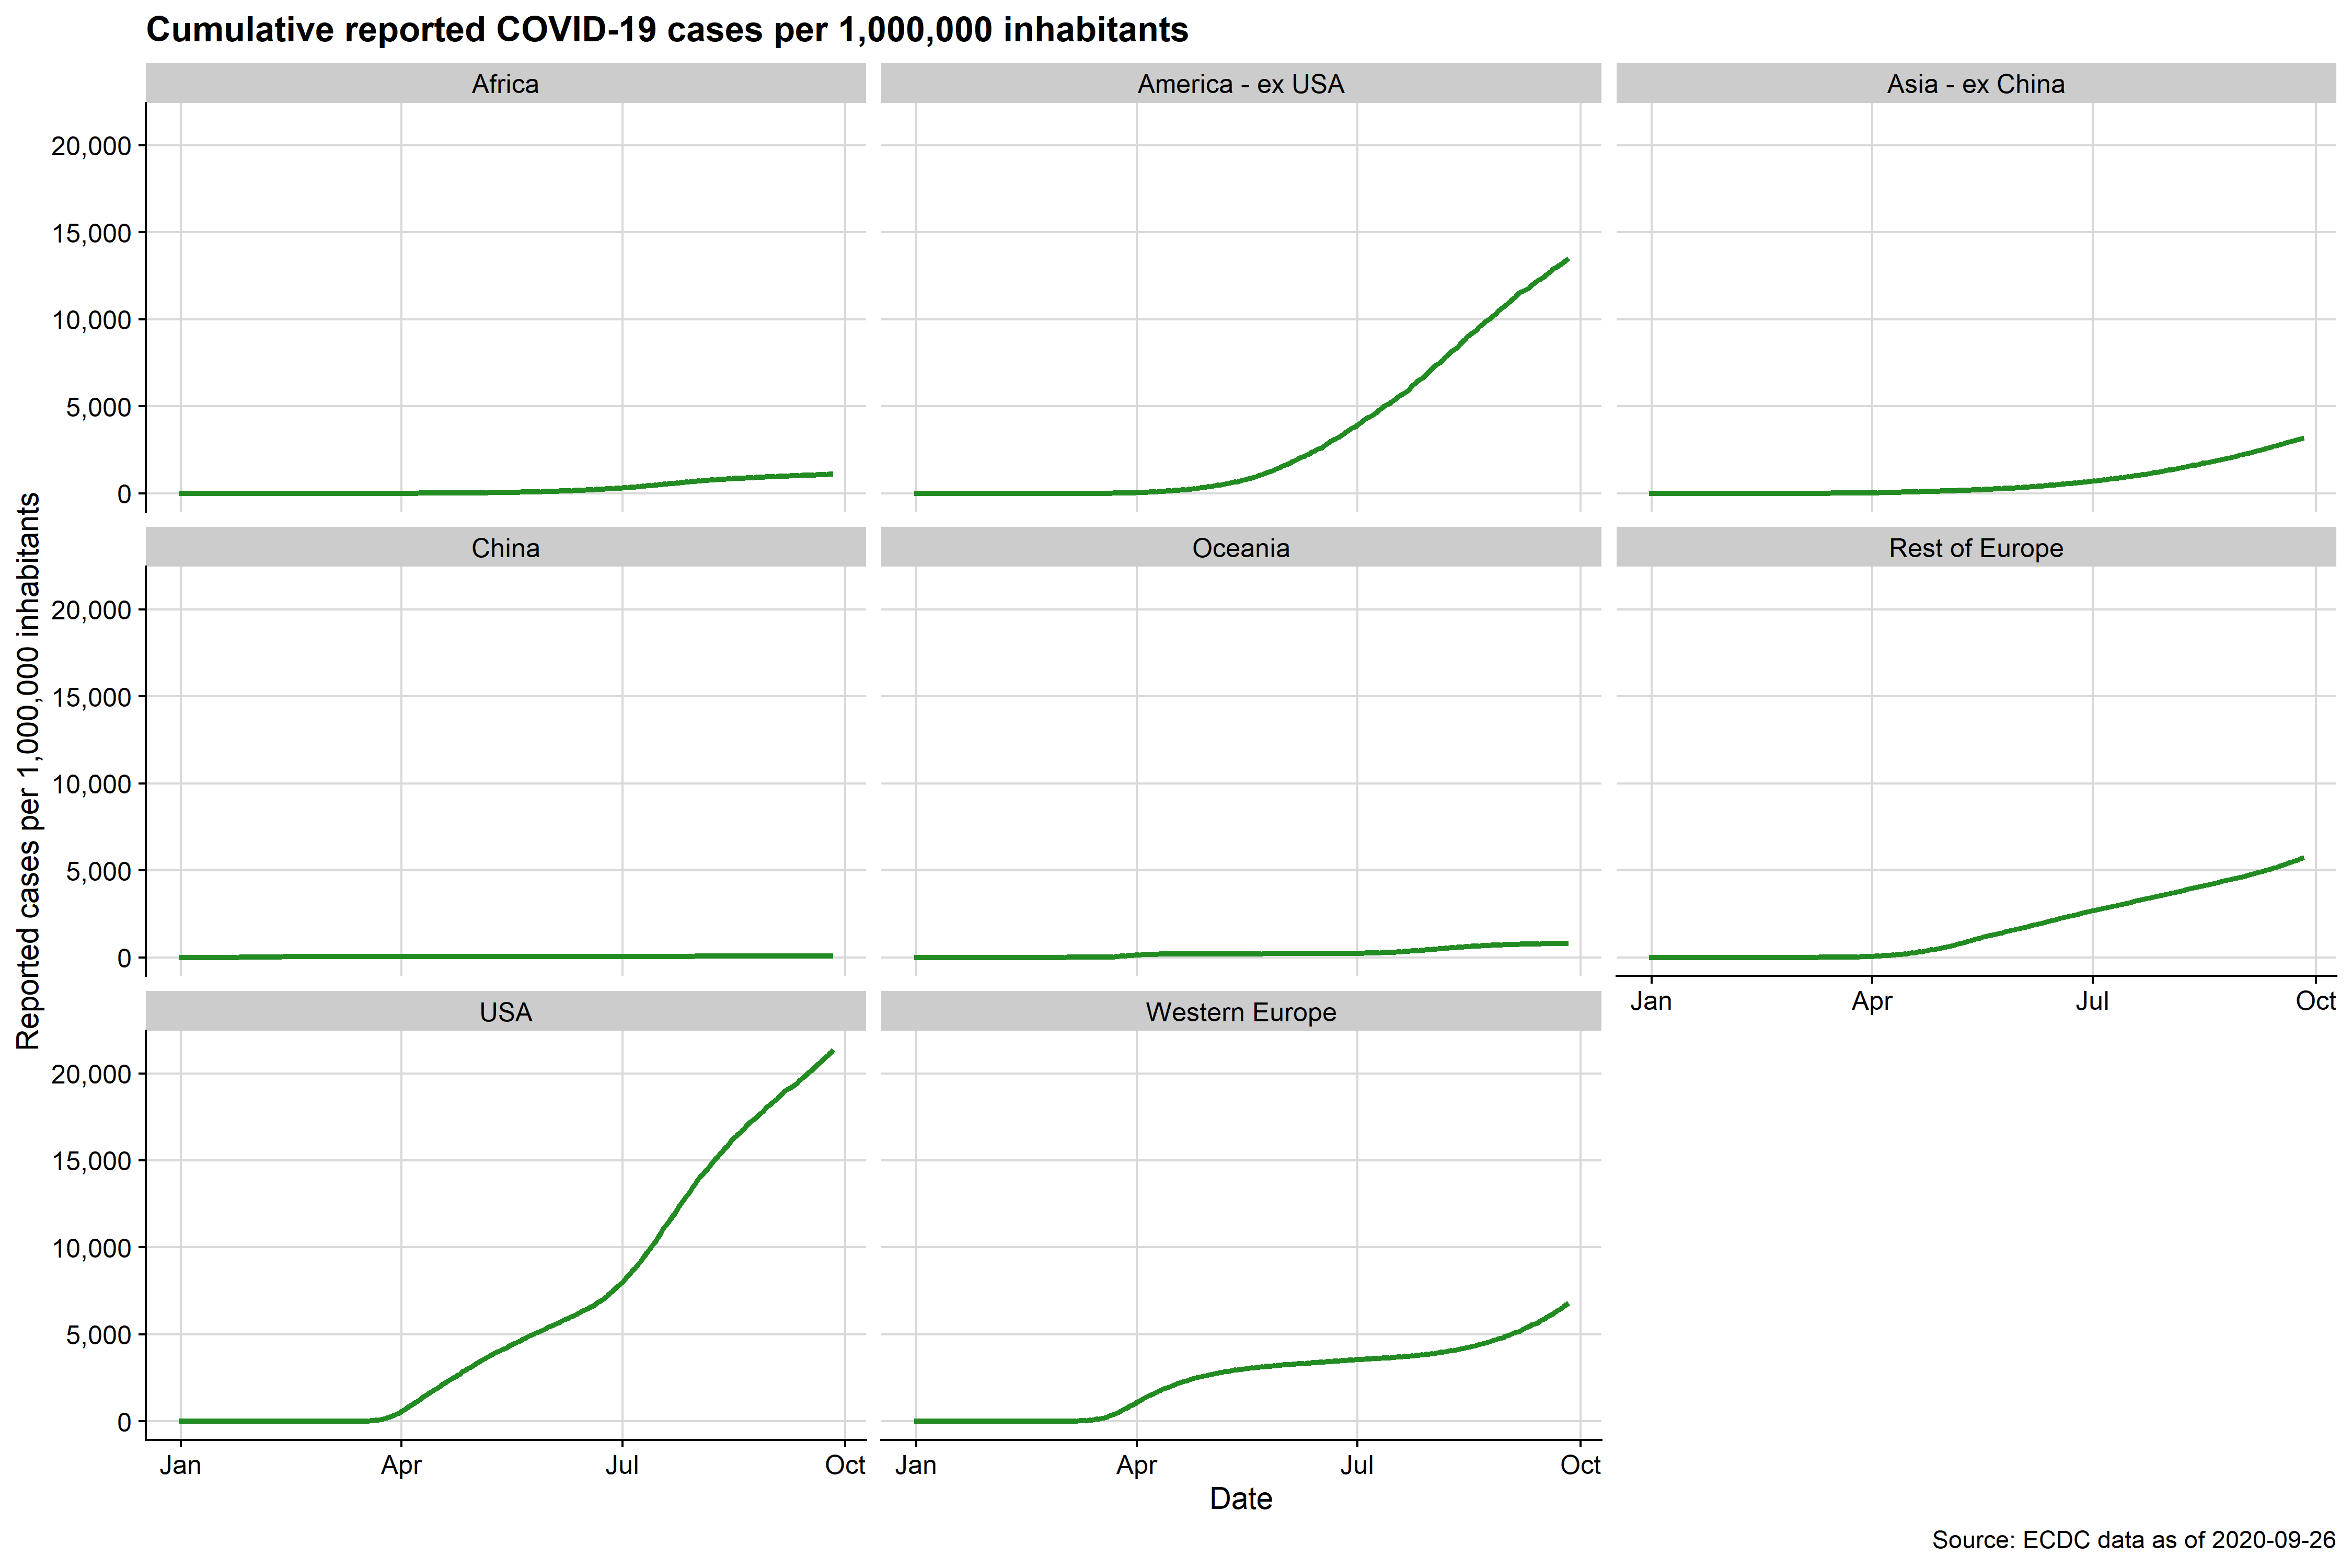 Cumulative reported COVID-19 cases per 1,000,000 inhabitants
Africa
America - ex USA
Asia - ex China
20,000
15,000
10,000
5,000
0
China
Oceania
Rest of Europe
20,000
15,000
10,000
5,000
0
Jan
Apr
Jul
Oct
USA
Western Europe
20,000
15,000
10,000
5,000
0
Jan
Apr
Jul
Oct
Jan
Apr
Jul
Oct
Reported cases per 1,000,000 inhabitants
Date
Source: ECDC data as of 2020-09-26